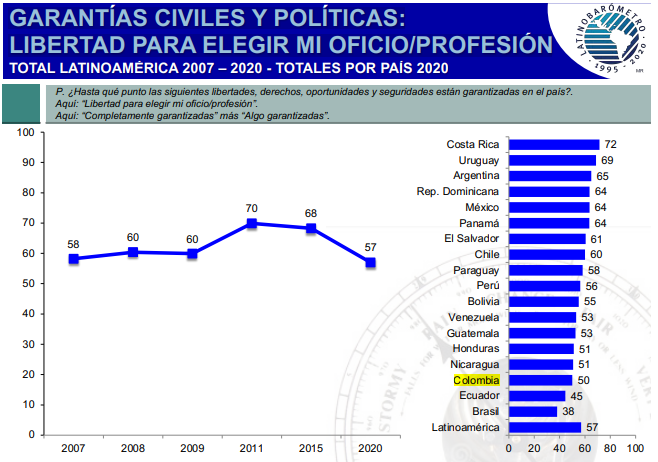 GARANTÍAS CIVILES Y POLÍTICAS:
LIBERTAD PARA ELEGIR MI OFICIO/PROFESIÓN
TOTAL LATINOAMÉRICA 2007 – 2020 - TOTALES POR PAÍS 2020
LATINOBARÓMETRO
• 1995 - 2020 •
MR
P. ¿Hasta qué punto las siguientes libertades, derechos, oportunidades y seguridades están garantizadas en el país?.
Aquí: “Libertad para elegir mi oficio/profesión”.
Aquí: “Completamente garantizadas” más “Algo garantizadas”.
100
90
80
70
60
50
40
30
20
10
0
58
60
60
70
68
57
2007 2008 2009 2011 2015 2020
Costa Rica 72
Uruguay 69
Argentina 65
Rep. Dominicana 64
México 64
Panamá 64
El Salvador 61
Chile 60
Paraguay 58
Perú 56
Bolivia 55
Venezuela 53
Guatemala 53
Honduras 51
Nicaragua 51
Colombia 50
Ecuador 45
Brasil 38
Latinoamérica 57
0 20 40 60 80 100
STORMY